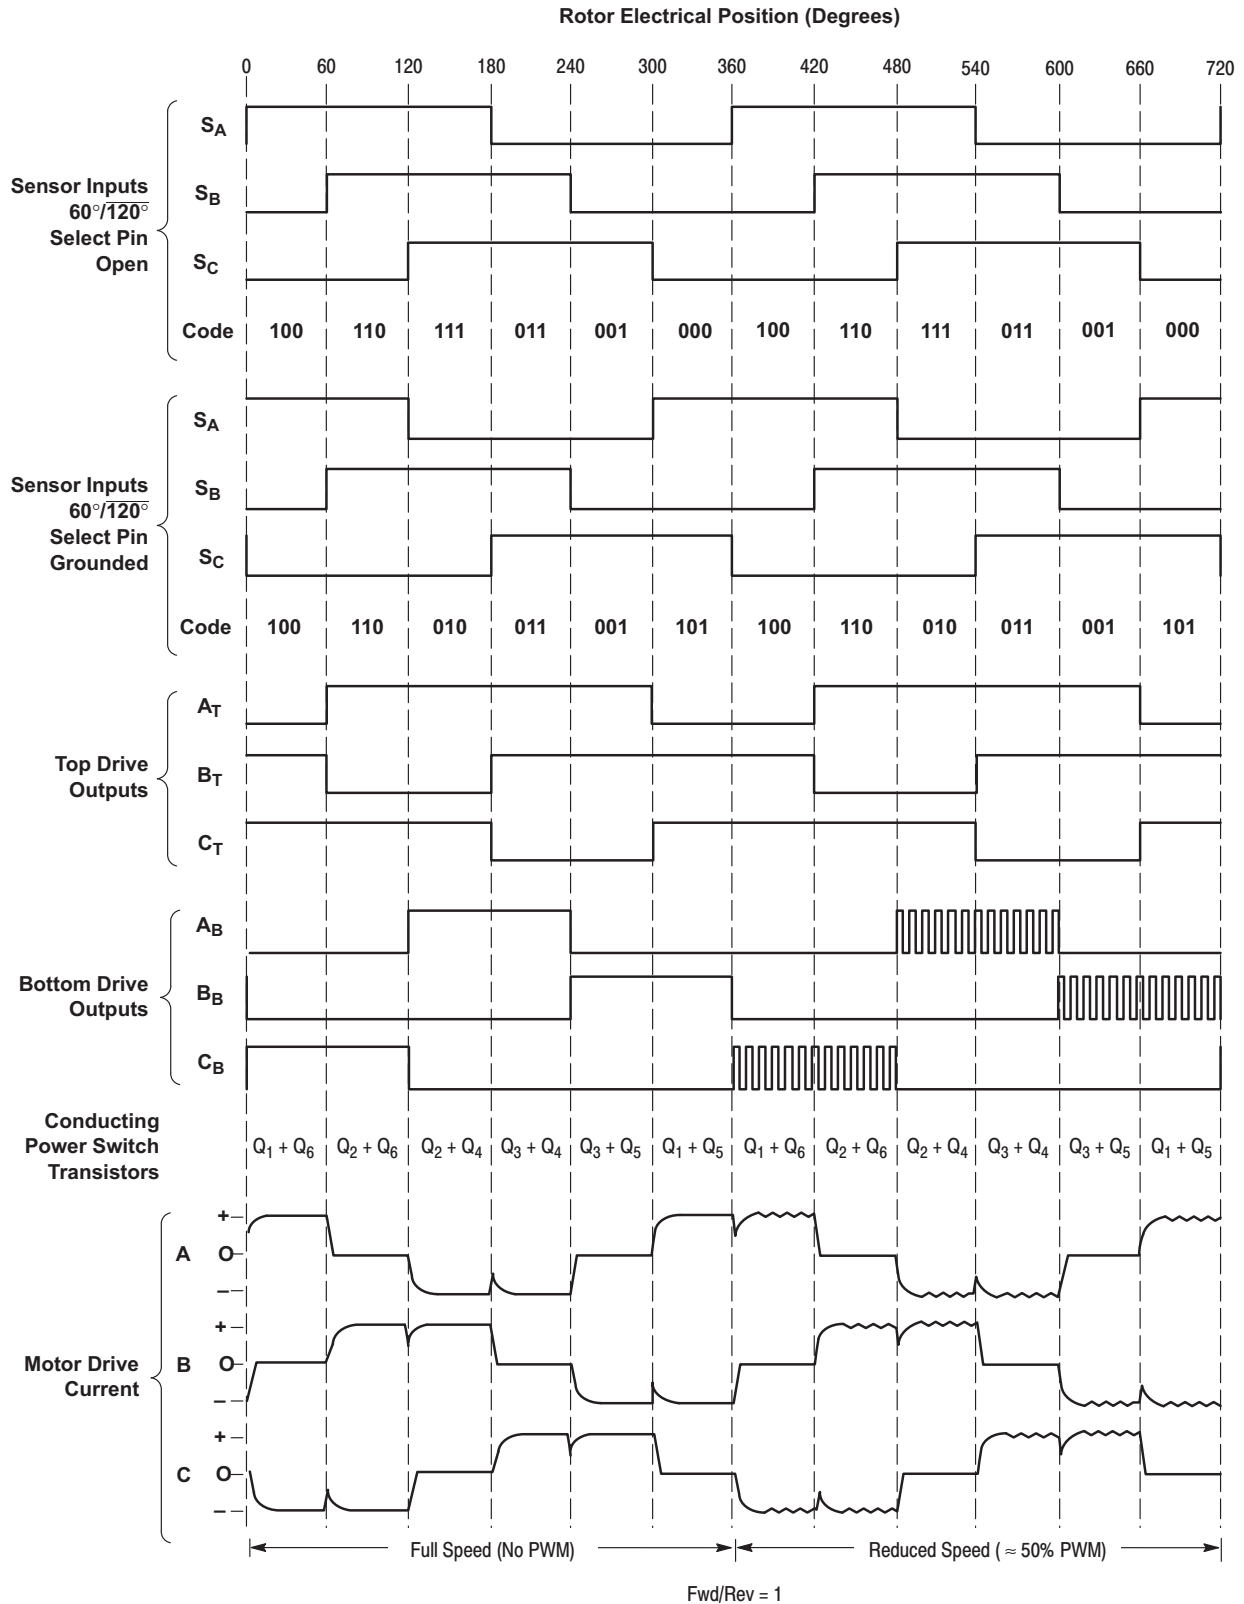 Rotor Electrical Position (Degrees)
0 60 120 180 240 300 360 420 480 540 600 660 720
Sensor Inputs
60°/120°
Select Pin
Open
SA
SB
SC
Code 100 110 111 011 001 000 100 110 111 011 001 000
Sensor Inputs
60°/120°
Select Pin
Grounded
SA
SB
SC
Code 100 110 010 011 001 101 100 110 010 011 001 101
Top Drive
Outputs
AT
BT
CT
Bottom Drive
Outputs
AB
BB
CB
Conducting
Power Switch
Transistors
Q1 + Q6 Q2 + Q6 Q2 + Q4 Q3 + Q4 Q3 + Q5 Q1 + Q5 Q1 + Q6 Q2 + Q6 Q2 + Q4 Q3 + Q4 Q3 + Q5 Q1 + Q5
Motor Drive
Current
+
A O
−
+
B O
−
+
C O
−
Full Speed (No PWM) Reduced Speed ( ≈ 50% PWM)
Fwd/Rev = 1